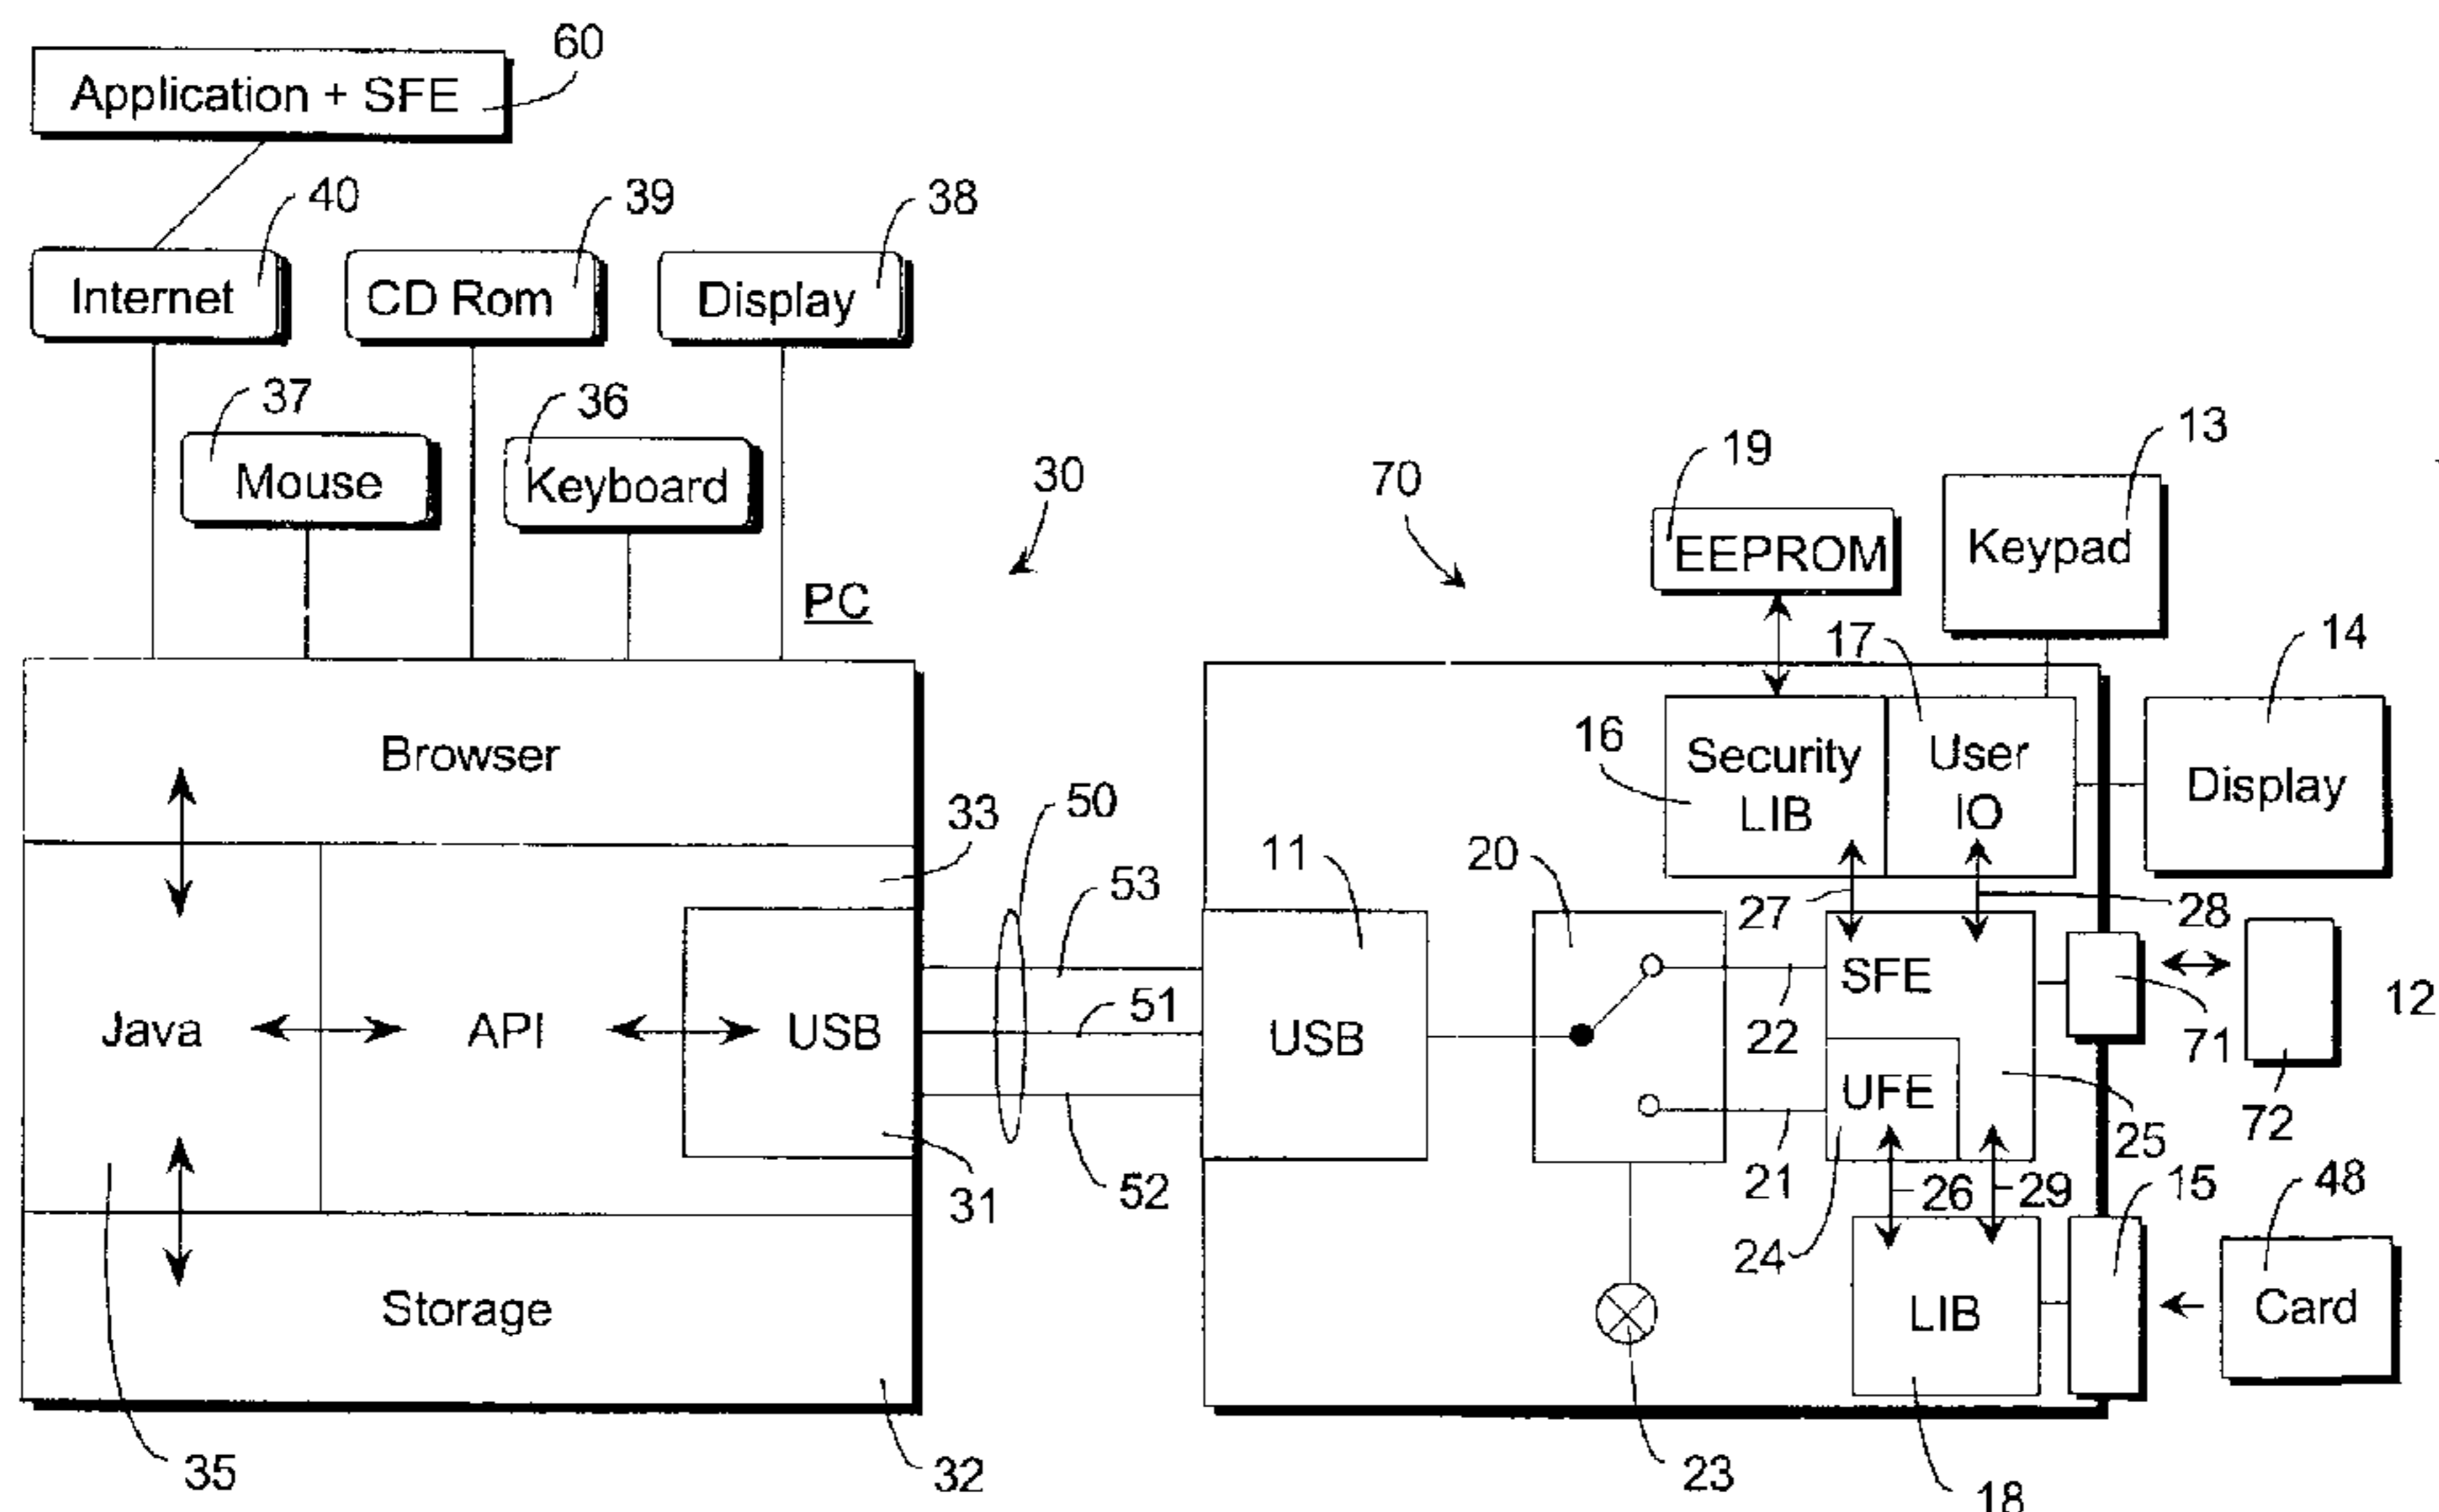 60
Application + SFE
40
39
38
Internet
CD Rom
Display
37
36
Mouse
Keyboard
30
70
19
13
EEPROM
Keypad
PC
17
14
Browser
16
Security
LIB
User
IO
Display
33
50
53
11
20
27
28
Java
API
USB
51
USB
SFE
22
71
12
UFE
72
25
31
52
21
26
29
15
48
24
Storage
LIB
Card
35
32
23
18